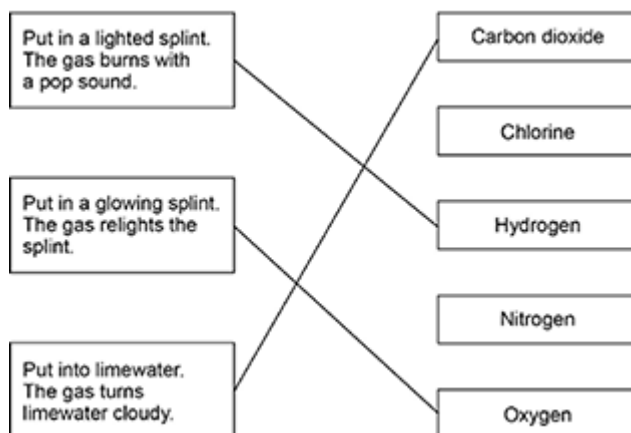 Put in a lighted splint.
The gas burns with
a pop sound.
Put in a glowing splint.
The gas relights the
splint.
Put into limewater.
The gas turns
limewater cloudy.
Carbon dioxide
Chlorine
Hydrogen
Nitrogen
Oxygen